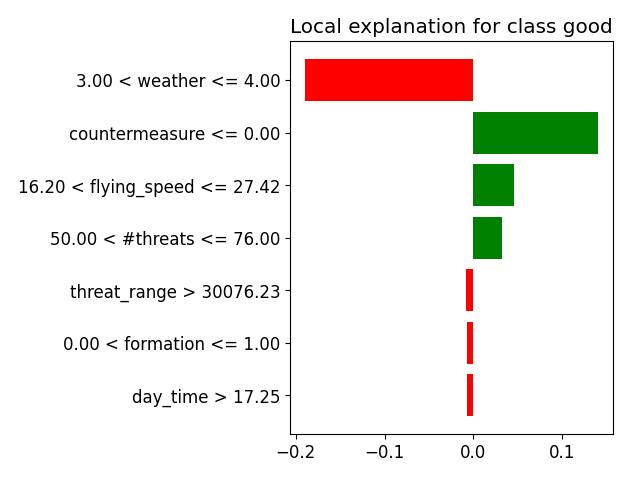 Local explanation for class good
3.00 < weather <= 4.00
countermeasure <= 0.00
16.20 < flying_speed <= 27.42
50.00 < #threats <= 76.00
threat_range > 30076.23
0.00 < formation <= 1.00
day_time > 17.25
−0.2 −0.1 0.0 0.1